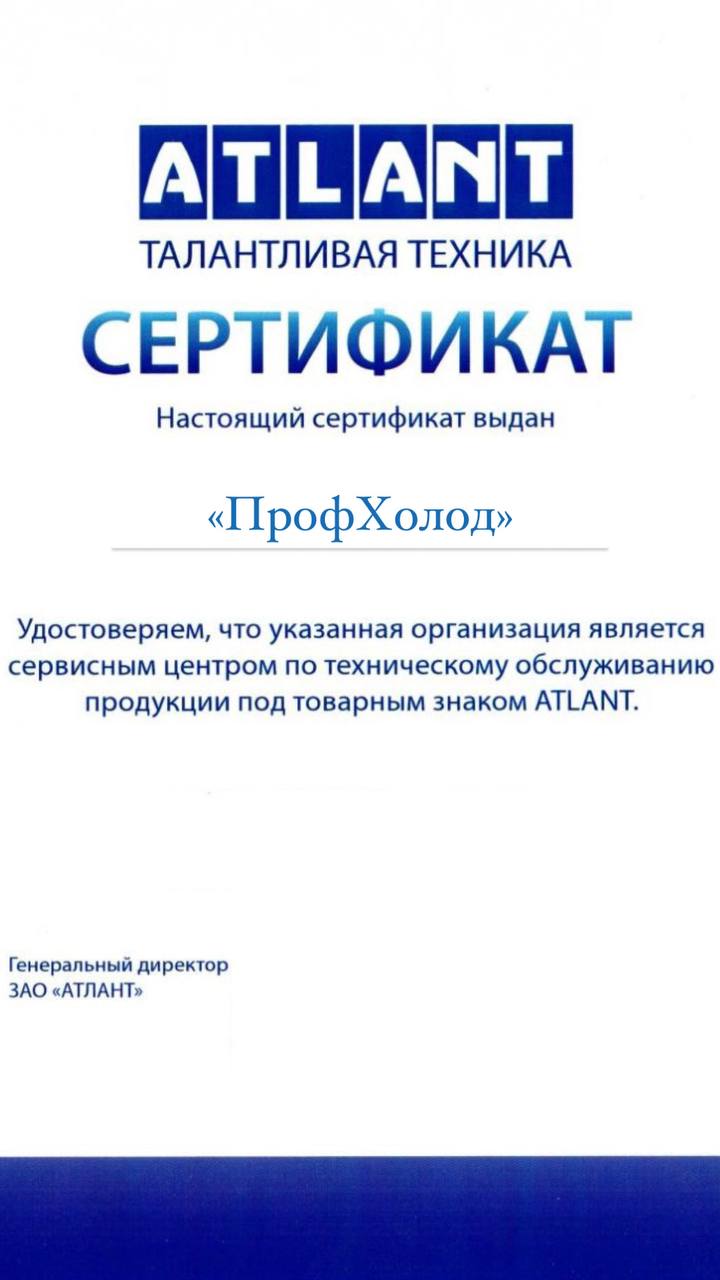 ATLANT
ТАЛАНТЛИВАЯ ТЕХНИКА
СЕРТИФИКАТ
Настоящий сертификат выдан
«ПрофХолод»
Удостоверяем, что указанная организация является
сервисным центром по техническому обслуживанию
продукции под товарным знаком ATLANT.
Генеральный директор
ЗАО «АТЛАНТ»